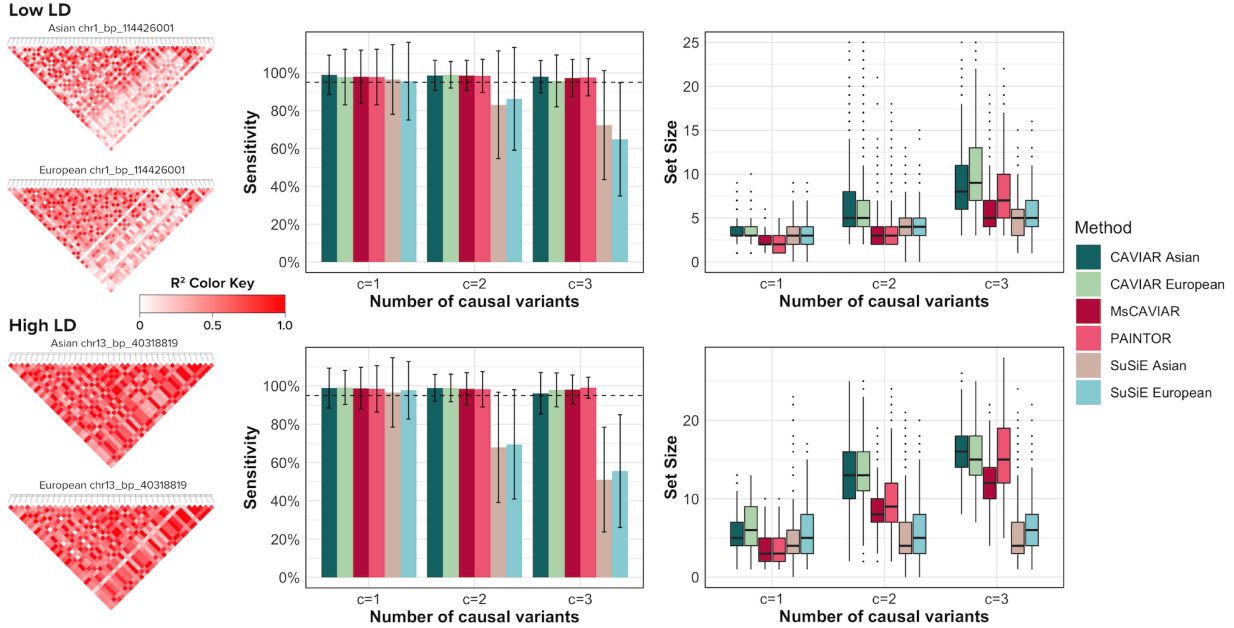 Low LD
Asian chr1_bp_114426001
European chr1_bp_114426001
R² Color Key
0 0.5 1.0
High LD
Asian chr13_bp_40318819
European chr13_bp_40318819
Sensitivity
100%
80%
60%
40%
20%
0%
c=1 c=2 c=3
Number of causal variants
Set Size
25
20
15
10
5
0
c=1 c=2 c=3
Number of causal variants
Sensitivity
100%
80%
60%
40%
20%
0%
c=1 c=2 c=3
Number of causal variants
Set Size
20
10
0
c=1 c=2 c=3
Number of causal variants
Method
CAVIAR Asian
CAVIAR European
MsCAVIAR
PAINTOR
SuSiE Asian
SuSiE European